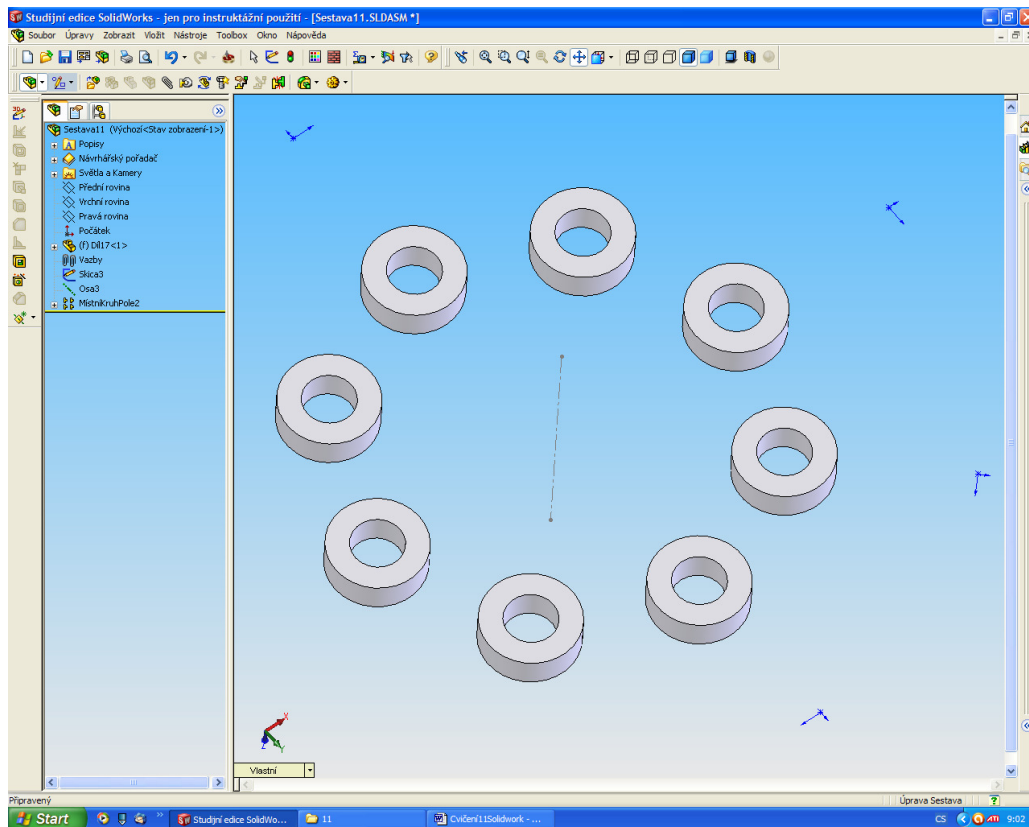 Studijní edice SolidWorks - jen pro instruktážní použití - [Sestava11.SLDASM *]
Soubor Úpravy Zobrazit Vložit Nástroje Toolbox Okno Nápověda
Sestava11 (Výchozí<Stav zobrazení-1>)
A Popisy
Návrhářský pořadač
Světla a Kamery
Přední rovina
Vrchní rovina
Pravá rovina
Počátek
(f) Díl17<1>
Vazby
Skica3
Osa3
MístníKruhPole2
X
Y
Z
Vlastní
Připravený
Úprava Sestava
Start
Studijní edice SolidWo...
11
Cvičení11Solidwork - ...
CS
ATI
9:02